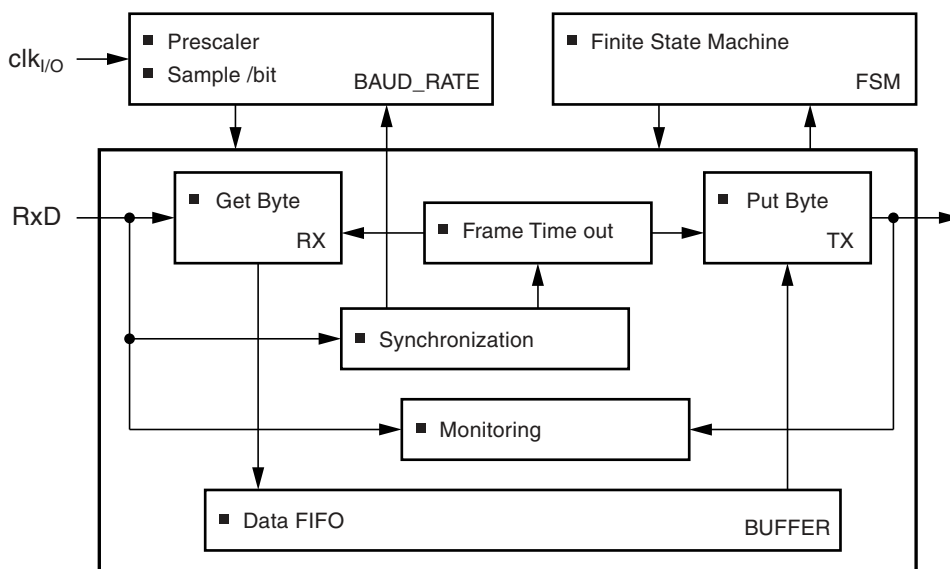 clkI/O
■ Prescaler
■ Sample /bit
BAUD_RATE
■ Finite State Machine
FSM
RxD
■ Get Byte
RX
■ Frame Time out
■ Put Byte
TX
■ Synchronization
■ Monitoring
■ Data FIFO
BUFFER